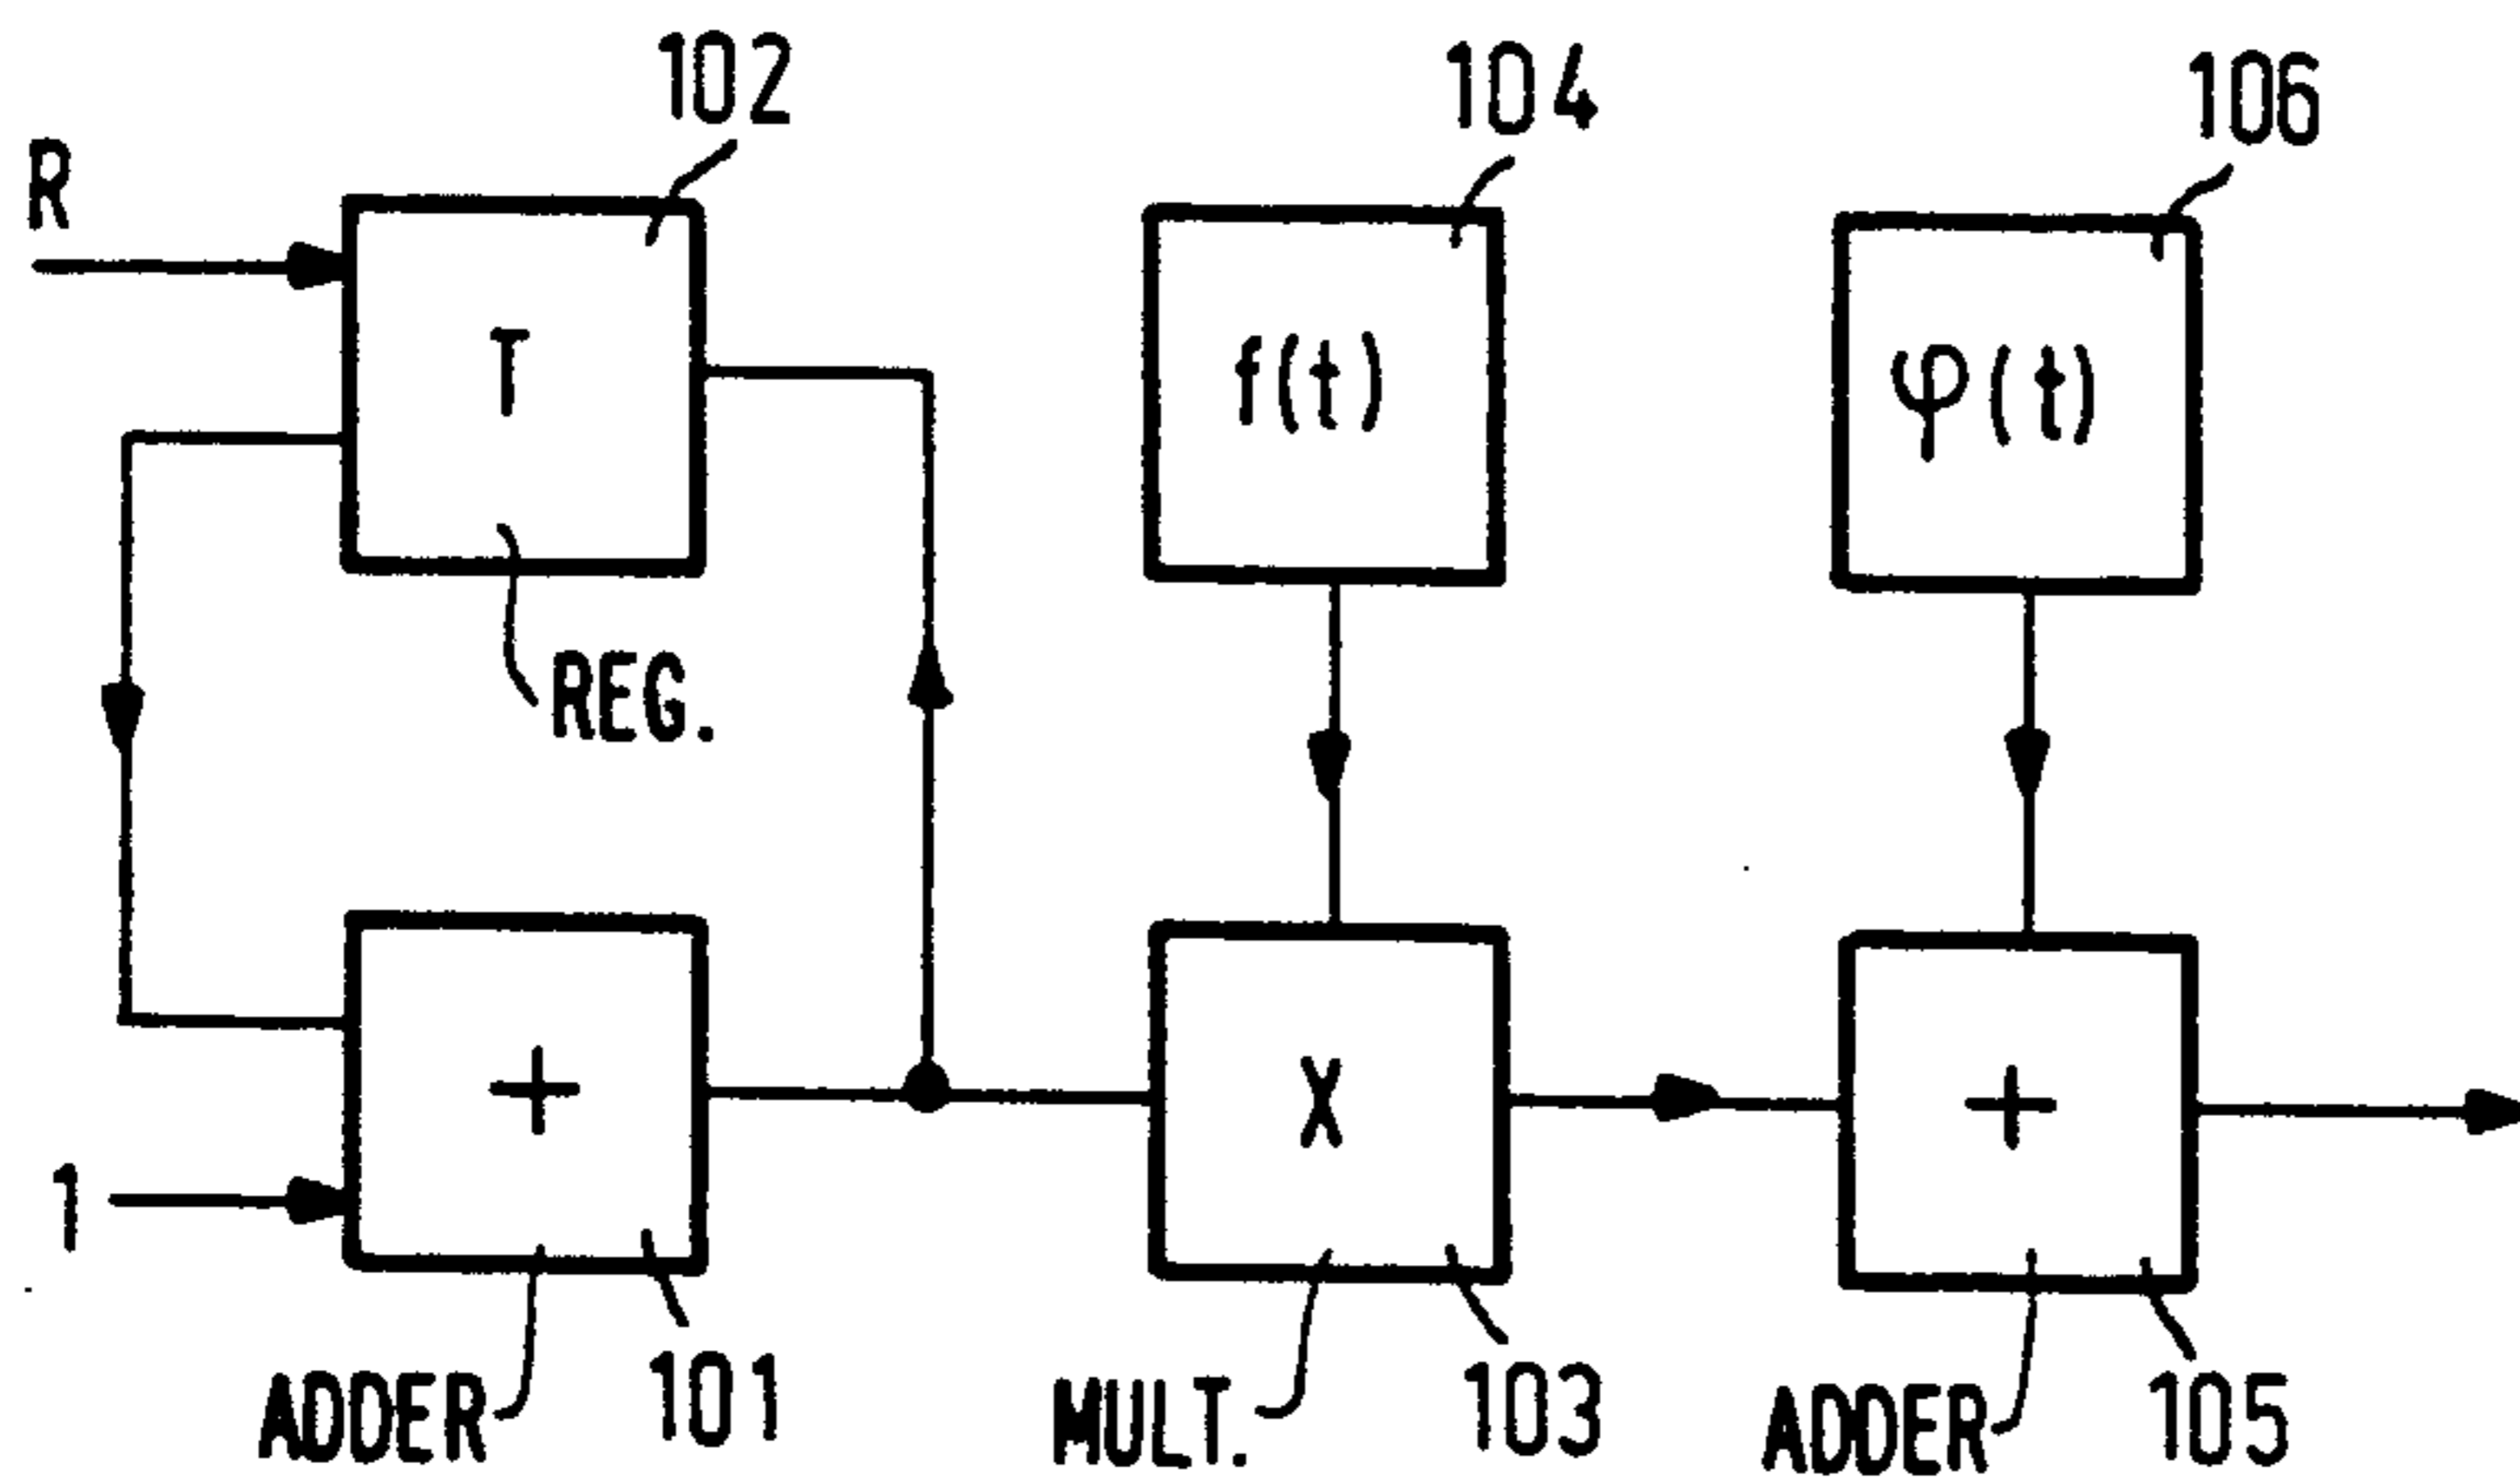 102
104
106
R
T
f(t)
φ(t)
REG.
+
X
+
1
ADDER
101
MULT.
103
ADDER
105